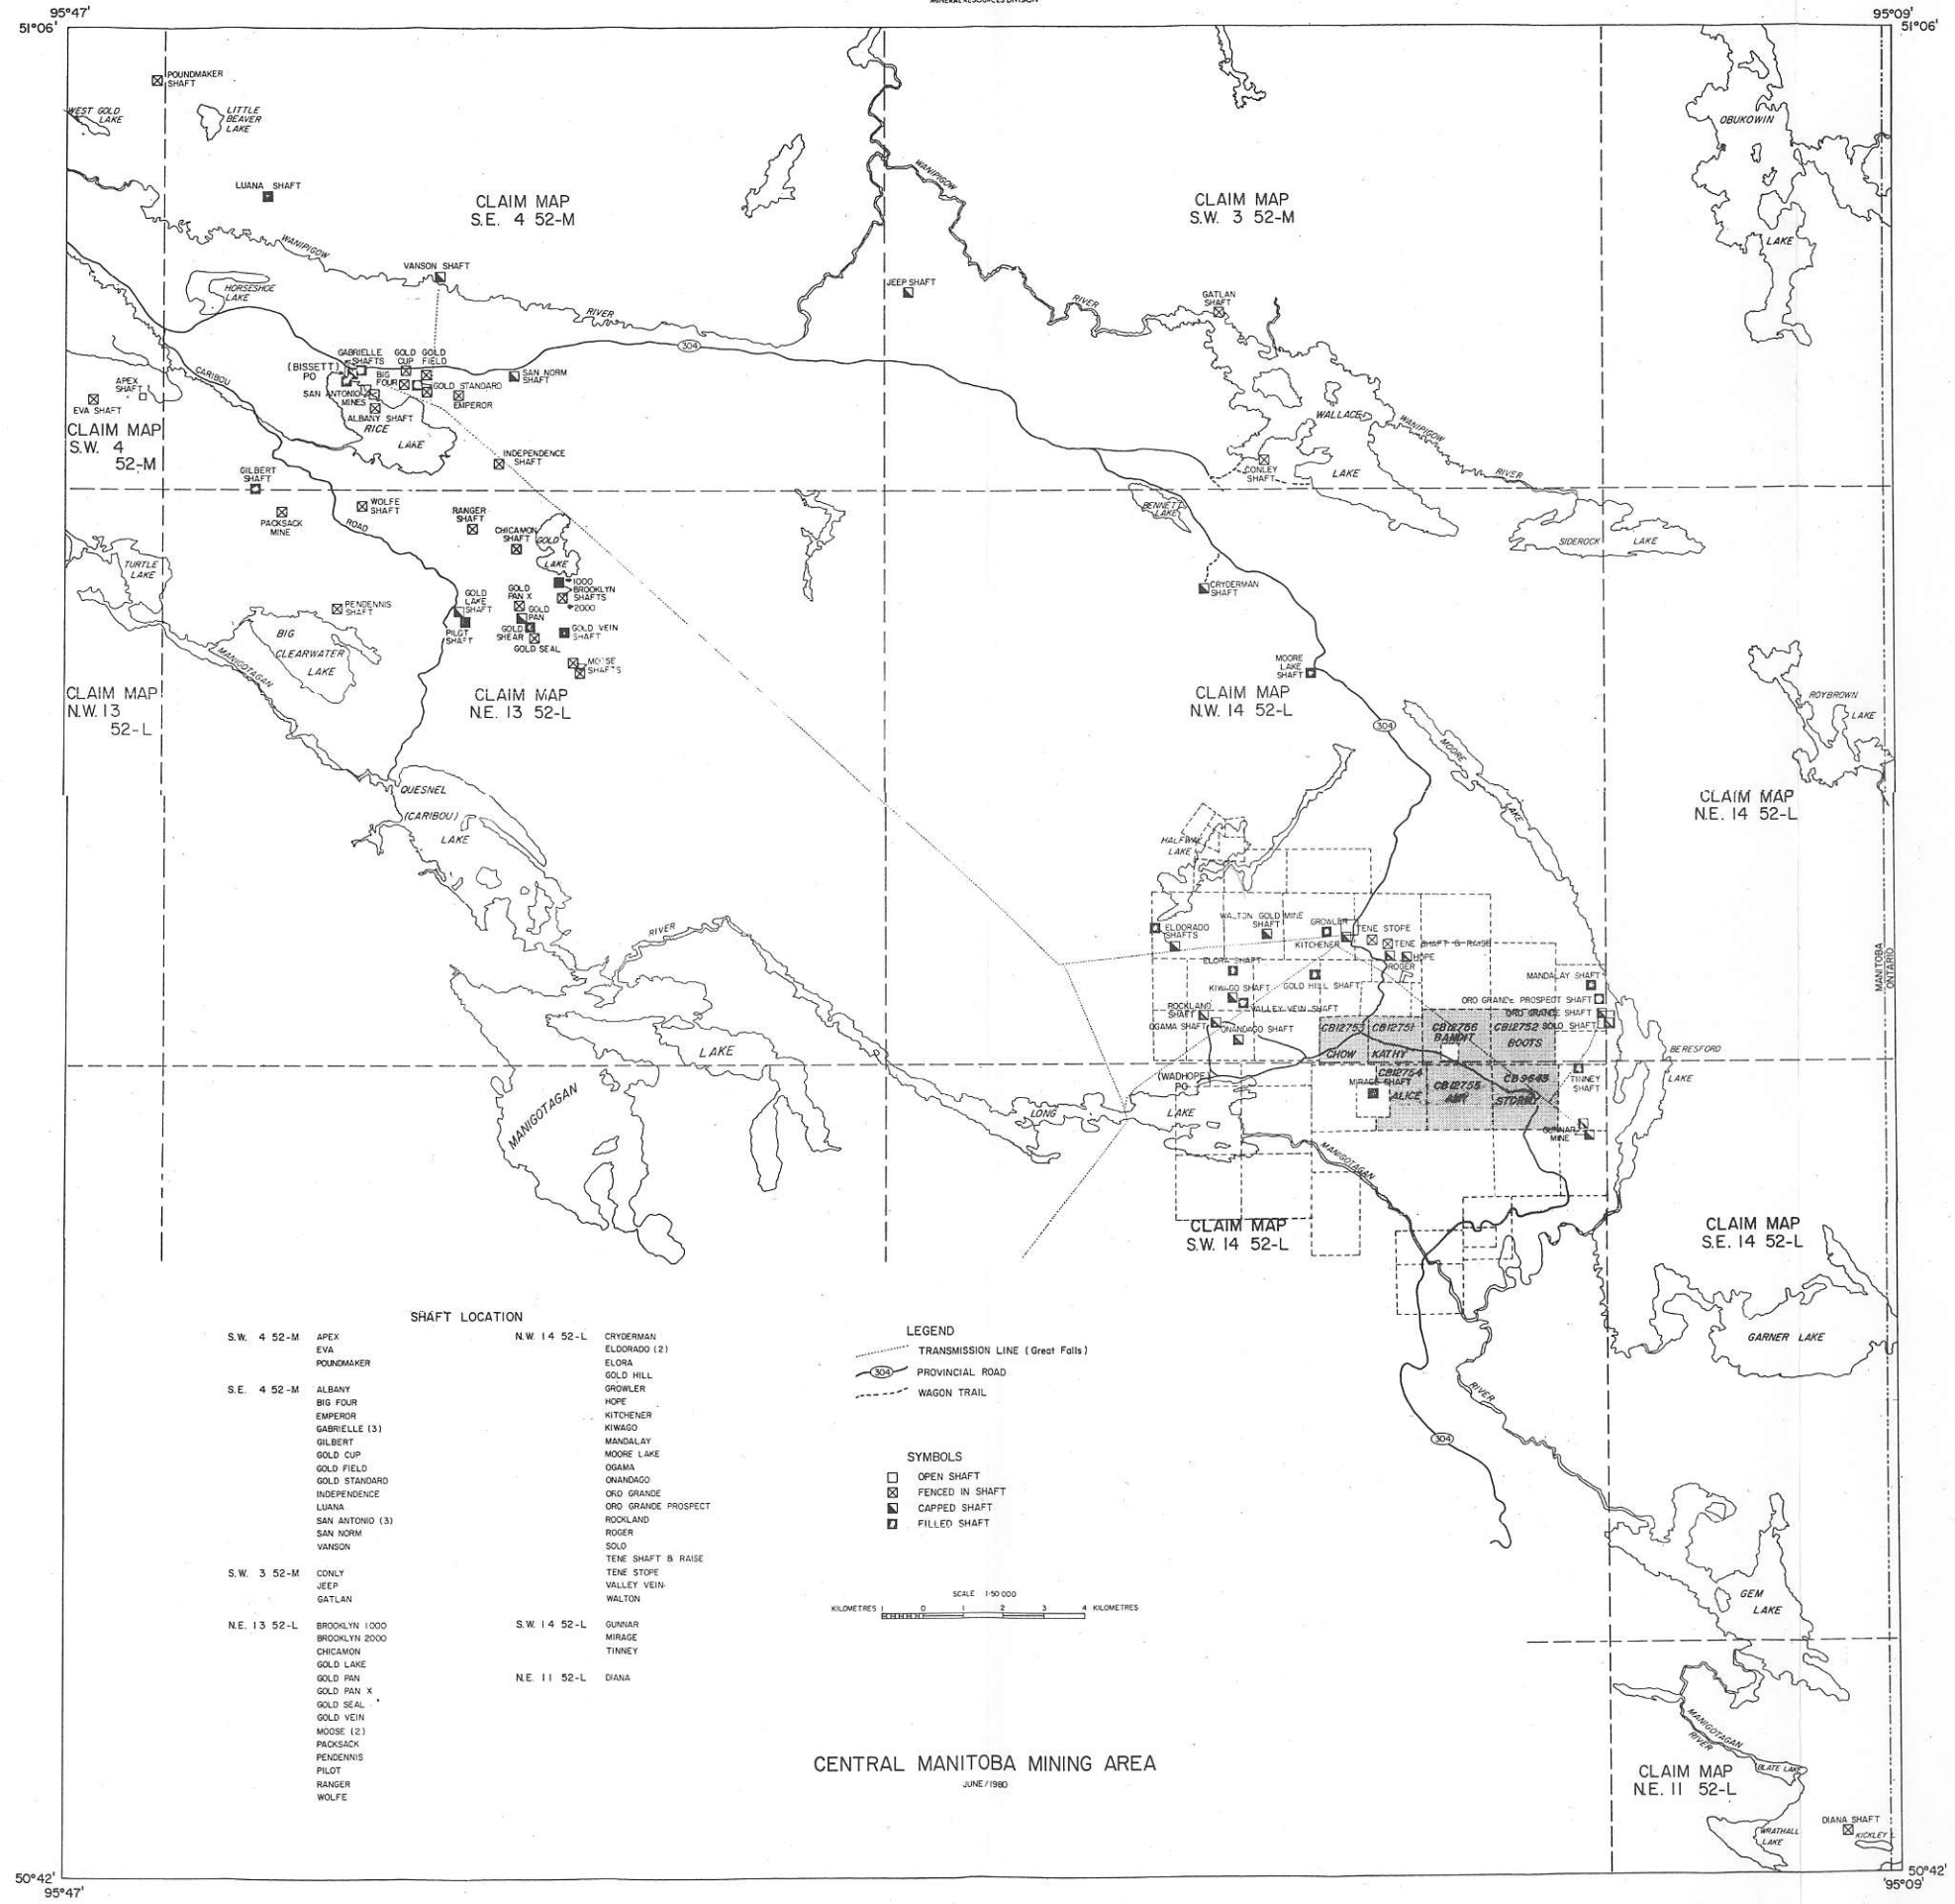 MINERAL RESOURCES DIVISION
95°47'
95°09'
51°06'
51°06'
POUNDMAKER
SHAFT
WEST GOLD
LAKE
LITTLE
BEAVER
LAKE
OBUKOWIN
LAKE
LUANA SHAFT
CLAIM MAP
S.E. 4 52-M
WANIPIGOW
CLAIM MAP
S.W. 3 52-M
WANIPIGOW
RIVER
VANSON SHAFT
HORSESHOE
LAKE
JEEP SHAFT
RIVER
GATLAN
SHAFT
304
GABRIELLE
SHAFTS
GOLD
CUP
GOLD
FIELD
(BISSETT)
PO
BIG
FOUR
GOLD STANDARD
SAN NORM
SHAFT
SAN ANTONIO
MINES
EMPEROR
ALBANY SHAFT
RICE
LAKE
CARIBOU
APEX
SHAFT
EVA SHAFT
CLAIM MAP
S.W. 4
52-M
WALLACE
LAKE
WANIPIGOW
RIVER
INDEPENDENCE
SHAFT
CONLEY
SHAFT
GILBERT
SHAFT
PACKSACK
MINE
WOLFE
SHAFT
ROAD
RANGER
SHAFT
CHICAMON
SHAFT
GOLD
LAKE
BENNETT
LAKE
SIDEROCK LAKE
TURTLE
LAKE
1000
BROOKLYN
SHAFTS
2000
CRYDERMAN
SHAFT
PENDENNIS
SHAFT
GOLD
LAKE
SHAFT
PILOT
SHAFT
GOLD
PAN X
GOLD
PAN
GOLD
SHEAR
GOLD SEAL
GOLD VEIN
SHAFT
MOOSE
SHAFTS
BIG
CLEARWATER
LAKE
MANIGOTAGAN
MOORE
LAKE
SHAFT
CLAIM MAP
N.W. 13
52-L
CLAIM MAP
N.E. 13 52-L
CLAIM MAP
N.W. 14 52-L
304
MOORE
LAKE
ROYBROWN
LAKE
QUESNEL
(CARIBOU)
LAKE
CLAIM MAP
N.E. 14 52-L
HALFWAY
LAKE
RIVER
ELDORADO
SHAFTS
WALTON GOLD MINE
SHAFT
GROWLER
KITCHENER
TENE STOPE
TENE SHAFT & RAISE
HOPE
ROGER
ELORA SHAFT
GOLD HILL SHAFT
KIWAGO SHAFT
VALLEY VEIN SHAFT
ROCKLAND
SHAFT
OGAMA SHAFT
ONANDAGO SHAFT
MANDALAY SHAFT
ORO GRANDE PROSPECT SHAFT
ORO GRANDE SHAFT
SOLO SHAFT
MANITOBA
ONTARIO
CB12753
CB12751
CB12756
BANDIT
CB12752
BOOTS
CHOW
KATHY
CB12754
ALICE
CB12755
AMY
CB9645
STORMY
MIRAGE SHAFT
TINNEY
SHAFT
BERESFORD
LAKE
GUNNAR
MINE
(WADHOPE)
PO
LONG
LAKE
LAKE
MANIGOTAGAN
MANIGOTAGAN
CLAIM MAP
S.W. 14 52-L
CLAIM MAP
S.E. 14 52-L
GARNER LAKE
RIVER
304
GEM
LAKE
MANIGOTAGAN
RIVER
CLAIM MAP
N.E. 11 52-L
SLATE LAKE
DIANA SHAFT
KICKLEY L.
WRATHALL
LAKE
SHAFT LOCATION
S.W. 4 52-M APEX
EVA
POUNDMAKER
S.E. 4 52-M ALBANY
BIG FOUR
EMPEROR
GABRIELLE (3)
GILBERT
GOLD CUP
GOLD FIELD
GOLD STANDARD
INDEPENDENCE
LUANA
SAN ANTONIO (3)
SAN NORM
VANSON
S.W. 3 52-M CONLY
JEEP
GATLAN
N.E. 13 52-L BROOKLYN 1000
BROOKLYN 2000
CHICAMON
GOLD LAKE
GOLD PAN
GOLD PAN X
GOLD SEAL
GOLD VEIN
MOOSE (2)
PACKSACK
PENDENNIS
PILOT
RANGER
WOLFE
N.W. 14 52-L CRYDERMAN
ELDORADO (2)
ELORA
GOLD HILL
GROWLER
HOPE
KITCHENER
KIWAGO
MANDALAY
MOORE LAKE
OGAMA
ONANDAGO
ORO GRANDE
ORO GRANDE PROSPECT
ROCKLAND
ROGER
SOLO
TENE SHAFT & RAISE
TENE STOPE
VALLEY VEIN
WALTON
S.W. 14 52-L GUNNAR
MIRAGE
TINNEY
N.E. 11 52-L DIANA
LEGEND
TRANSMISSION LINE (Great Falls)
304 PROVINCIAL ROAD
WAGON TRAIL
SYMBOLS
OPEN SHAFT
FENCED IN SHAFT
CAPPED SHAFT
FILLED SHAFT
SCALE 1:50 000
KILOMETRES 1 0 1 2 3 4 KILOMETRES
CENTRAL MANITOBA MINING AREA
JUNE/1980
50°42'
50°42'
95°47'
95°09'